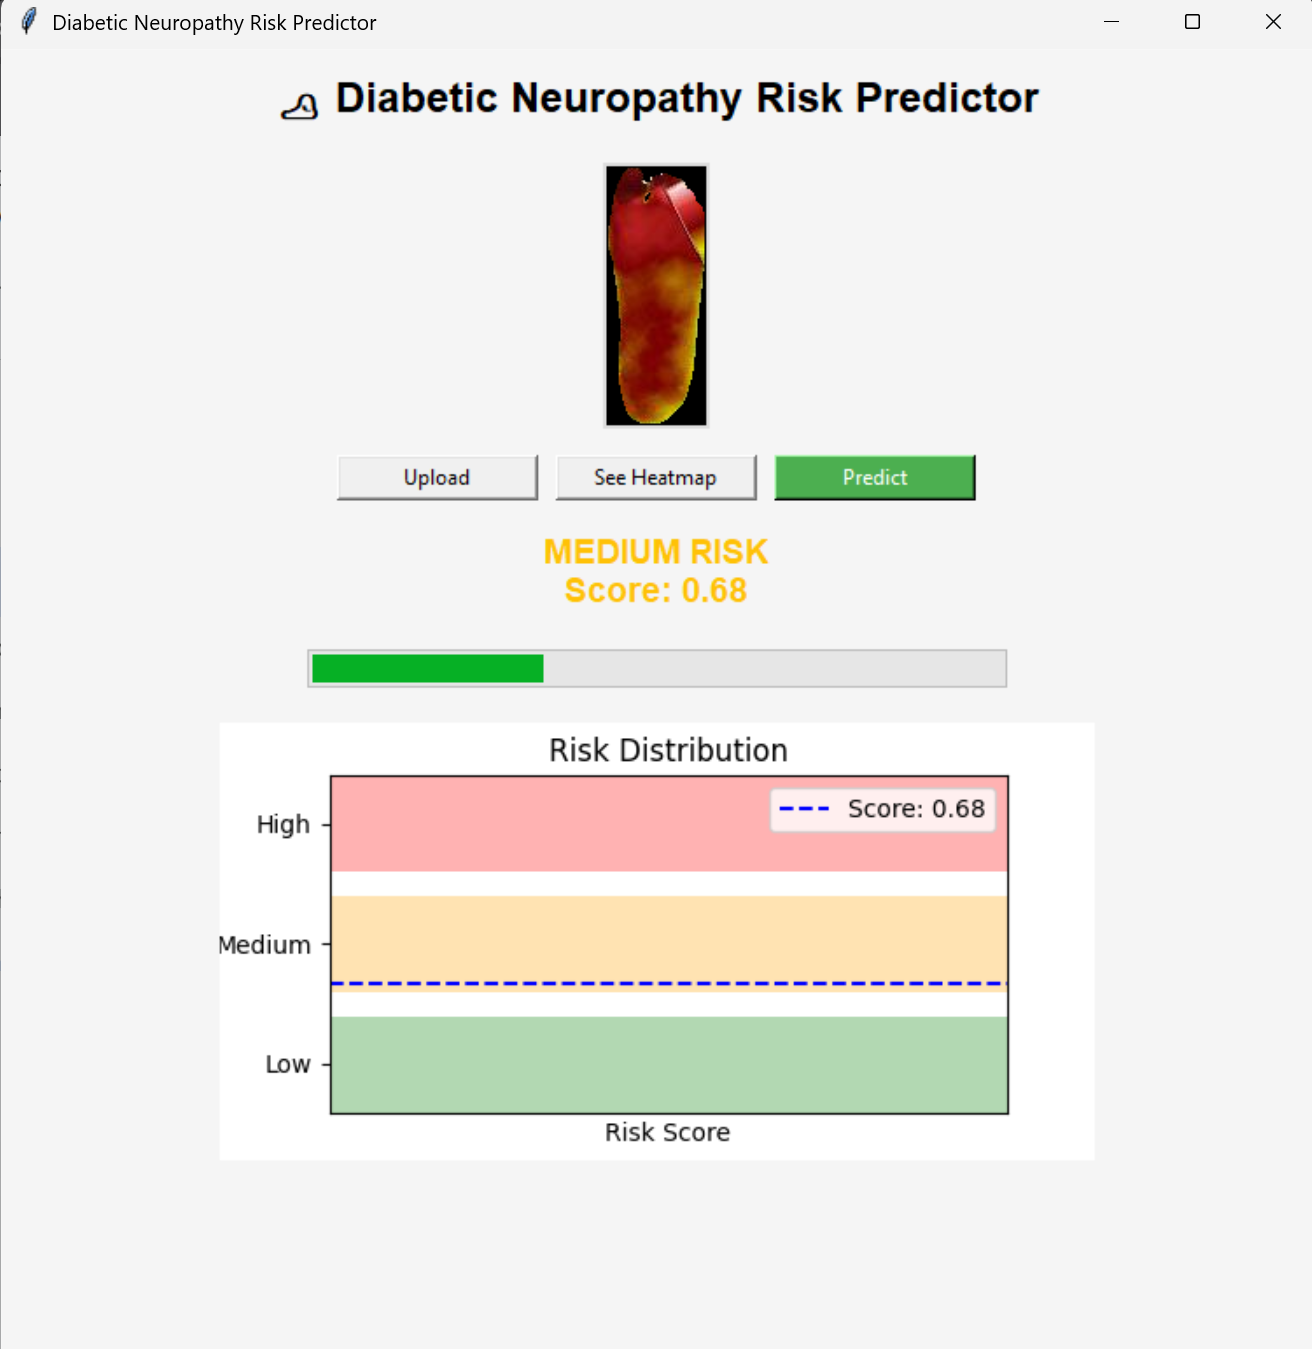 Diabetic Neuropathy Risk Predictor
Diabetic Neuropathy Risk Predictor
Upload
See Heatmap
Predict
MEDIUM RISK
Score: 0.68
Risk Distribution
Score: 0.68
High
Medium
Low
Risk Score